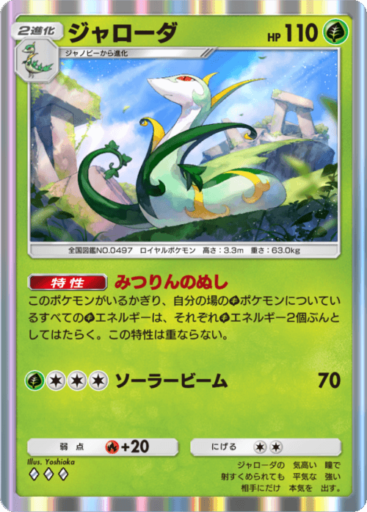 2進化
ジャローダ
HP 110
ジャノビーから進化
全国図鑑NO.0497 ロイヤルポケモン 高さ:3.3m 重さ:63.0kg
特性 みつりんのぬし
このポケモンがいるかぎり、自分の場のポケモンについてい
るすべてのエネルギーは、それぞれエネルギー2個ぶんと
してはたらく。この特性は重ならない。
ソーラービーム 70
弱点 +20 にげる
Illus. Yoshioka
ジャローダの 気高い 瞳で
射すくめられても 平気な 強い
相手にだけ 本気を 出す。